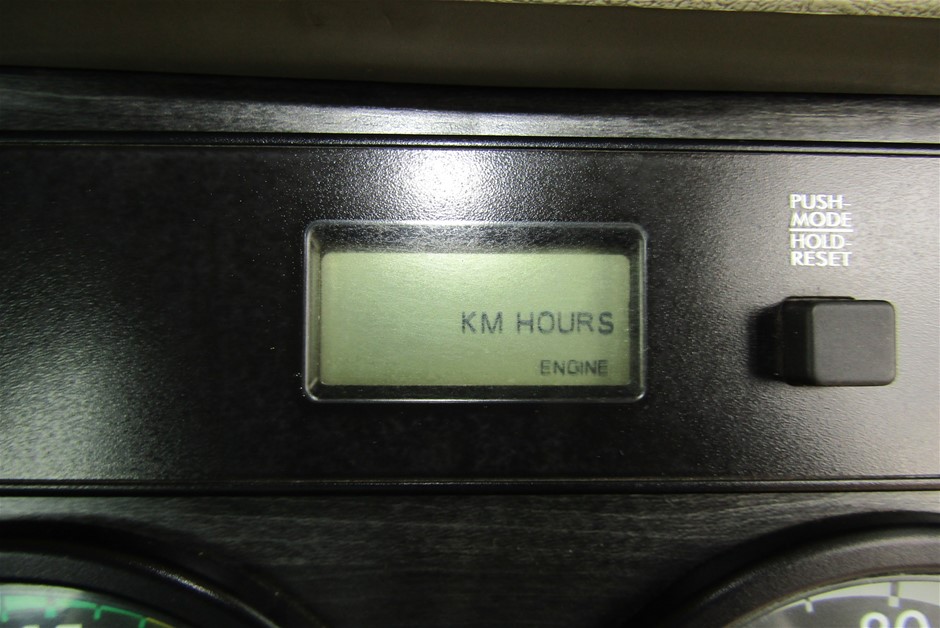 PUSH-
MODE
HOLD-
RESET
KM HOURS
ENGINE